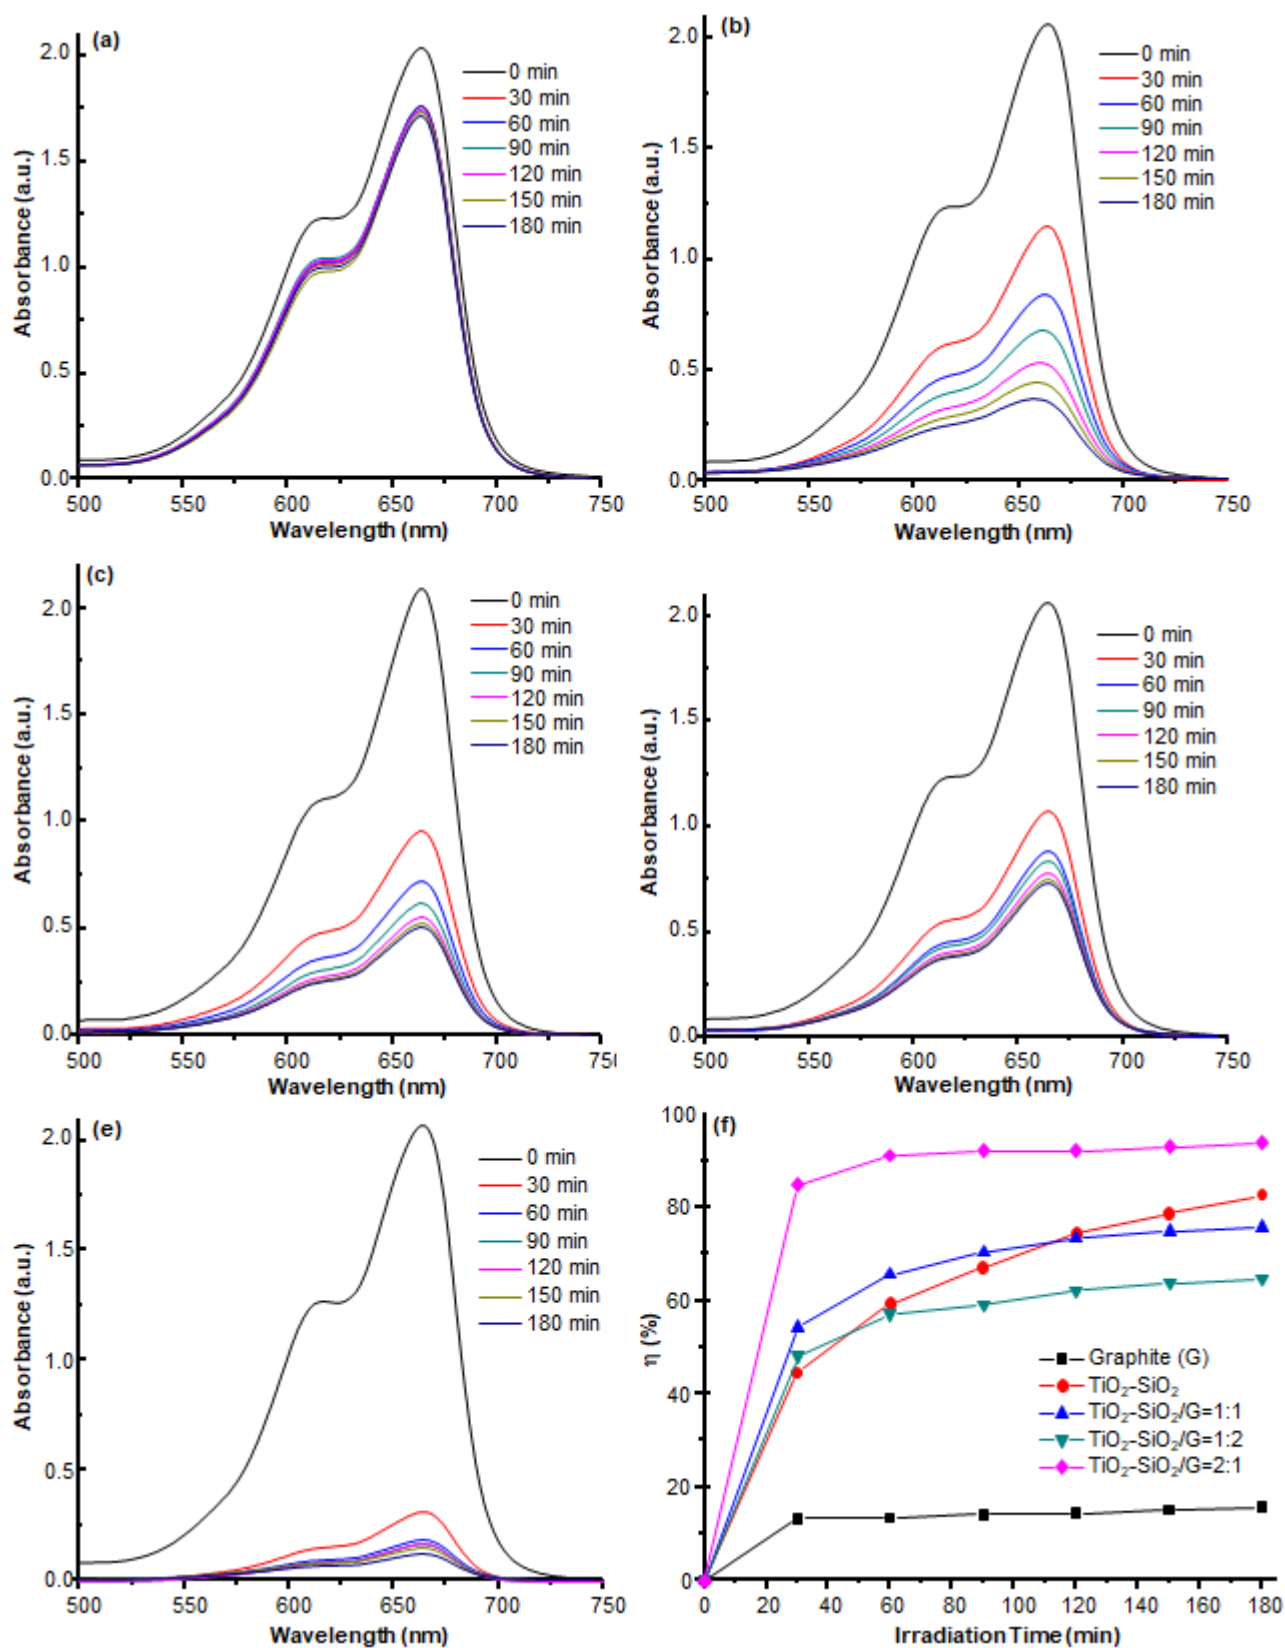 (a)
2.0
1.5
1.0
0.5
0.0
Absorbance (a.u.)
0 min
30 min
60 min
90 min
120 min
150 min
180 min
500 550 600 650 700 750
Wavelength (nm)
(b)
2.0
1.5
1.0
0.5
0.0
Absorbance (a.u.)
0 min
30 min
60 min
90 min
120 min
150 min
180 min
500 550 600 650 700 750
Wavelength (nm)
(c)
2.0
1.5
1.0
0.5
0.0
Absorbance (a.u.)
0 min
30 min
60 min
90 min
120 min
150 min
180 min
500 550 600 650 700 750
Wavelength (nm)
2.0
1.5
1.0
0.5
0.0
Absorbance (a.u.)
0 min
30 min
60 min
90 min
120 min
150 min
180 min
500 550 600 650 700 750
Wavelength (nm)
(e)
2.0
1.5
1.0
0.5
0.0
Absorbance (a.u.)
0 min
30 min
60 min
90 min
120 min
150 min
180 min
500 550 600 650 700 750
Wavelength (nm)
(f)
100
80
60
40
20
0
η (%)
Graphite (G)
TiO₂-SiO₂
TiO₂-SiO₂/G=1:1
TiO₂-SiO₂/G=1:2
TiO₂-SiO₂/G=2:1
0 20 40 60 80 100 120 140 160 180
Irradiation Time (min)